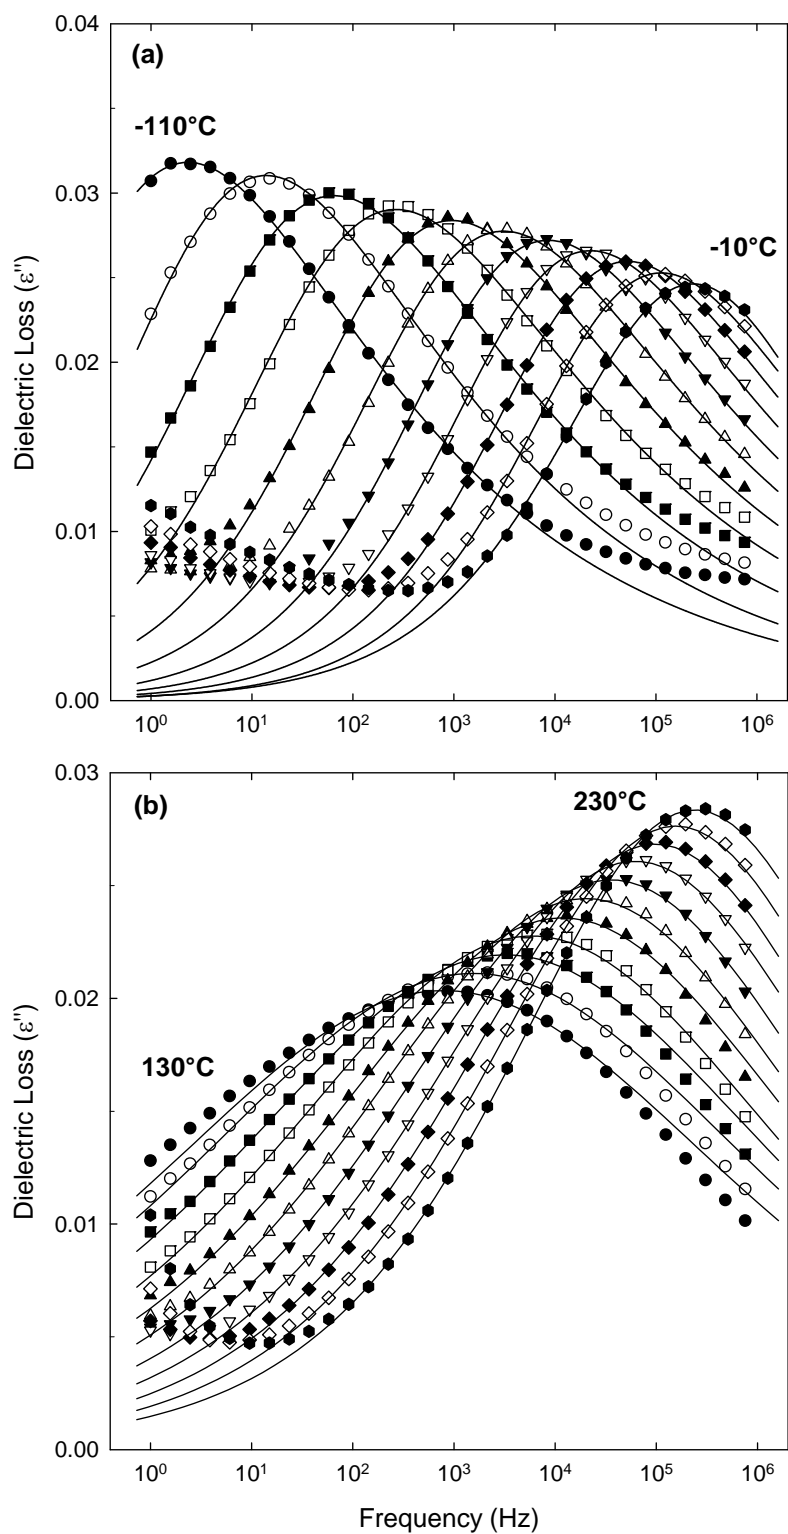 0.04
(a)
-110°C
0.03
-10°C
0.02
Dielectric Loss (ε")
0.01
0.00
10⁰ 10¹ 10² 10³ 10⁴ 10⁵ 10⁶
0.03
(b)
230°C
0.02
130°C
Dielectric Loss (ε")
0.01
0.00
10⁰ 10¹ 10² 10³ 10⁴ 10⁵ 10⁶
Frequency (Hz)